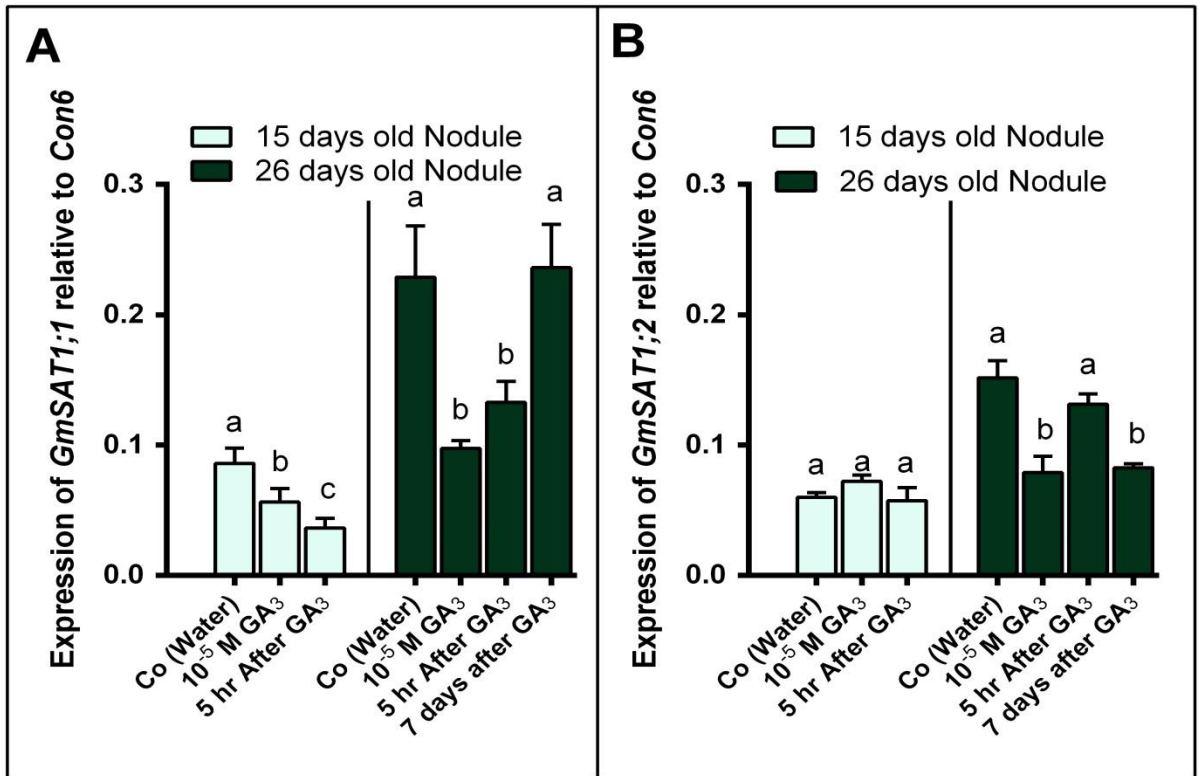 A
Expression of GmSAT1;1 relative to Con6
15 days old Nodule
26 days old Nodule
0.3
0.2
0.1
0.0
a
b
c
a
b
b
a
Co (Water)
10⁻⁵ M GA₃
5 hr After GA₃
Co (Water)
10⁻⁵ M GA₃
5 hr After GA₃
7 days after GA₃
B
Expression of GmSAT1;2 relative to Con6
15 days old Nodule
26 days old Nodule
0.3
0.2
0.1
0.0
a
a
a
a
b
a
b
Co (Water)
10⁻⁵ M GA₃
5 hr After GA₃
Co (Water)
10⁻⁵ M GA₃
5 hr After GA₃
7 days after GA₃